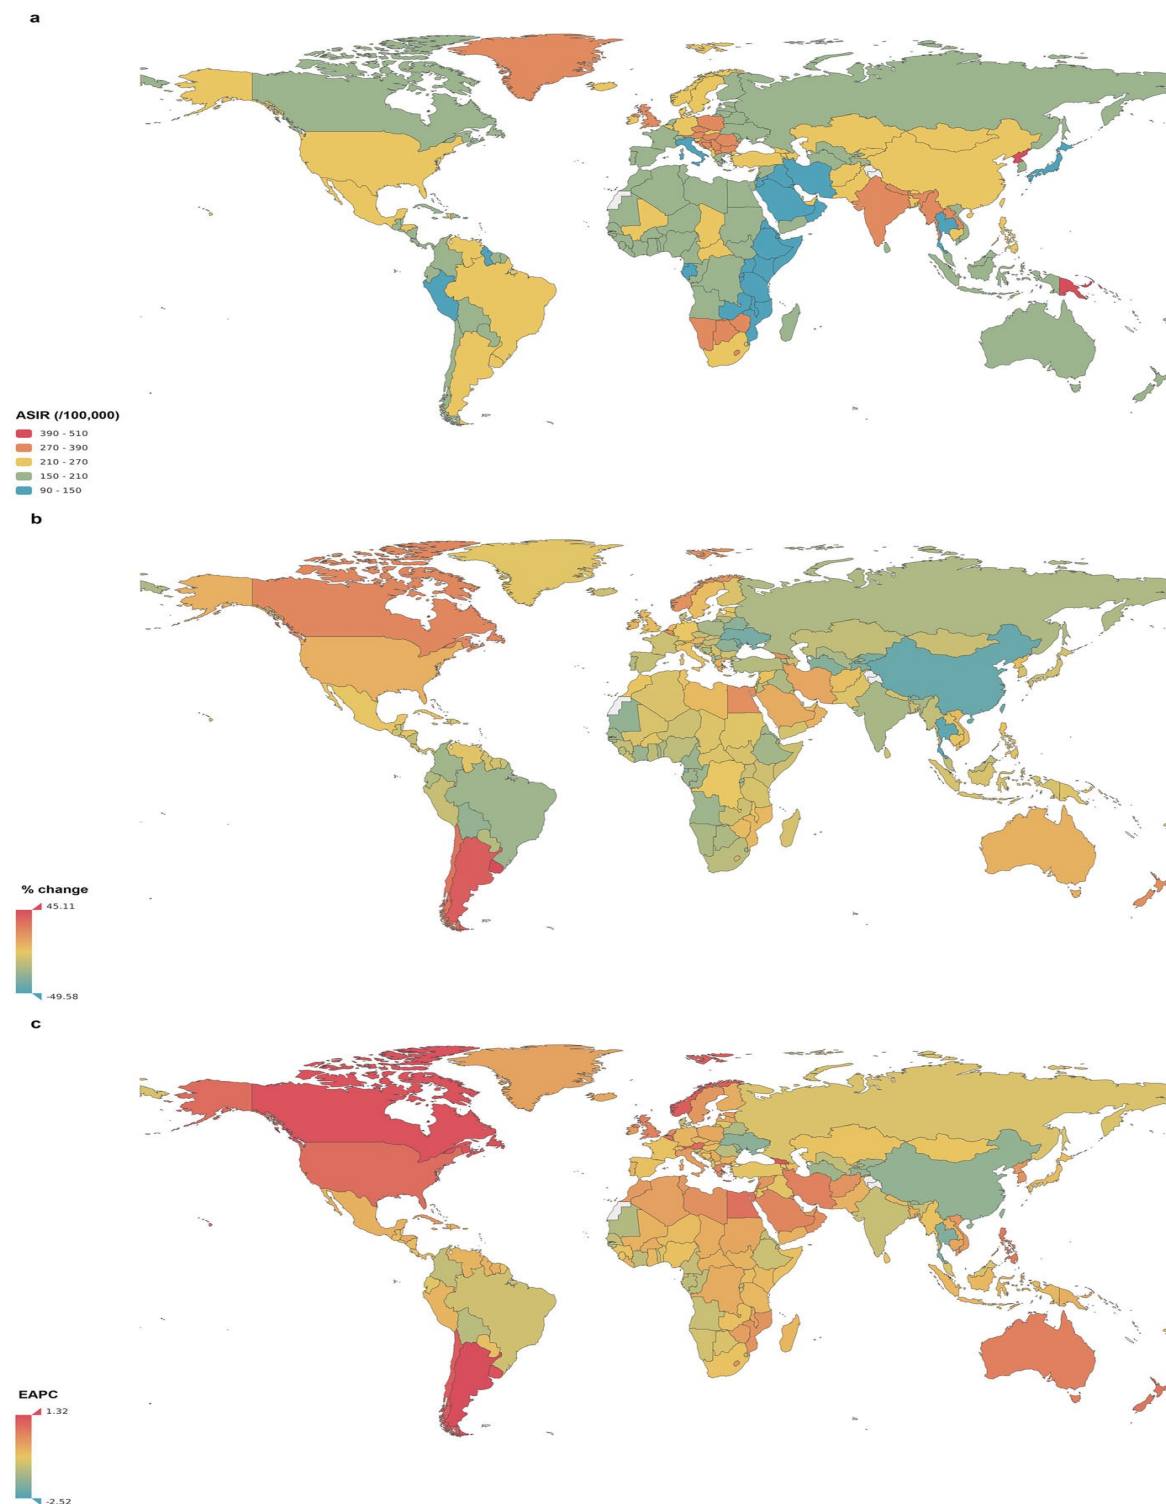 a
ASIR (/100,000)
390 - 510
270 - 390
210 - 270
150 - 210
90 - 150
b
% change
45.11
-49.58
c
EAPC
1.32
-2.52